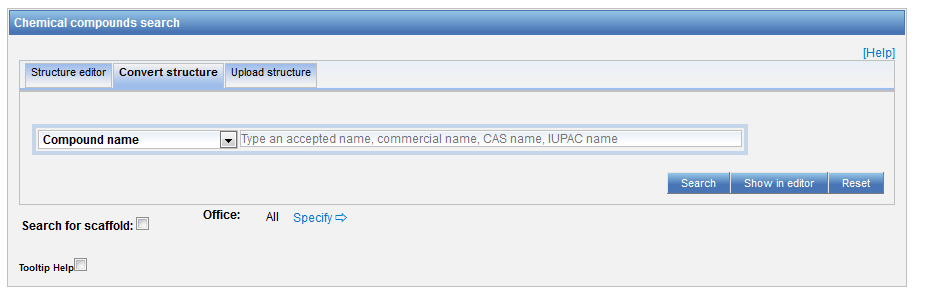 Chemical compounds search
[Help]
Structure editor Convert structure Upload structure
Compound name Type an accepted name, commercial name, CAS name, IUPAC name
Search Show in editor Reset
Search for scaffold: Office: All Specify ⇨
Tooltip Help